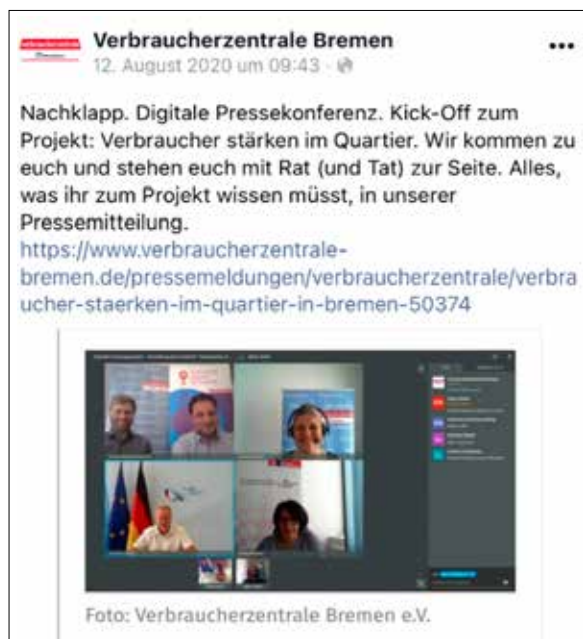 verbraucherzentrale
Bremen
Verbraucherzentrale Bremen
12. August 2020 um 09:43 ·
Nachklapp. Digitale Pressekonferenz. Kick-Off zum
Projekt: Verbraucher stärken im Quartier. Wir kommen zu
euch und stehen euch mit Rat (und Tat) zur Seite. Alles,
was ihr zum Projekt wissen müsst, in unserer
Pressemitteilung.
https://www.verbraucherzentrale-
bremen.de/pressemeldungen/verbraucherzentrale/verbra
ucher-staerken-im-quartier-in-bremen-50374
Foto: Verbraucherzentrale Bremen e.V.